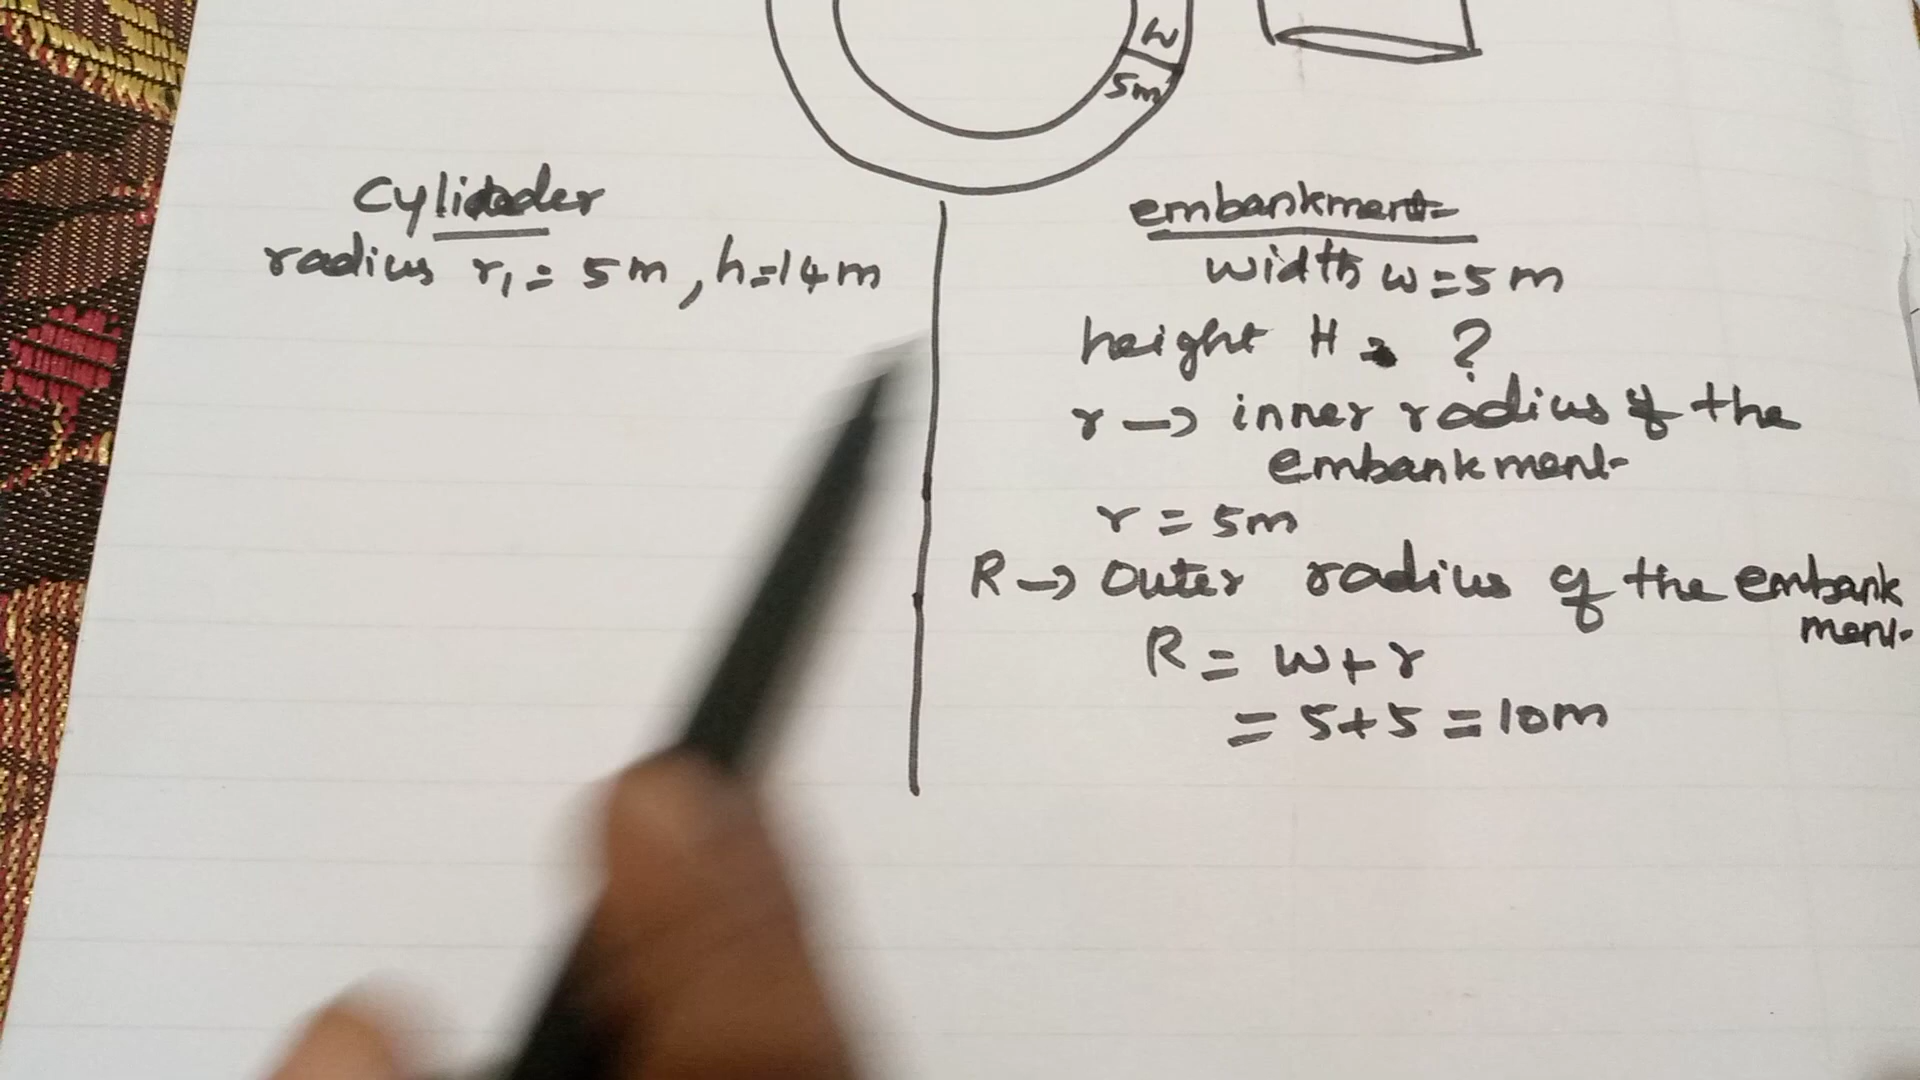 w
5m
Cylinder
radius r₁ = 5m, h=14m
embankment
width w=5m
height H = ?
r → inner radius of the
embankment
r = 5m
R → outer radius of the embank
ment
R = w+r
= 5+5 = 10m